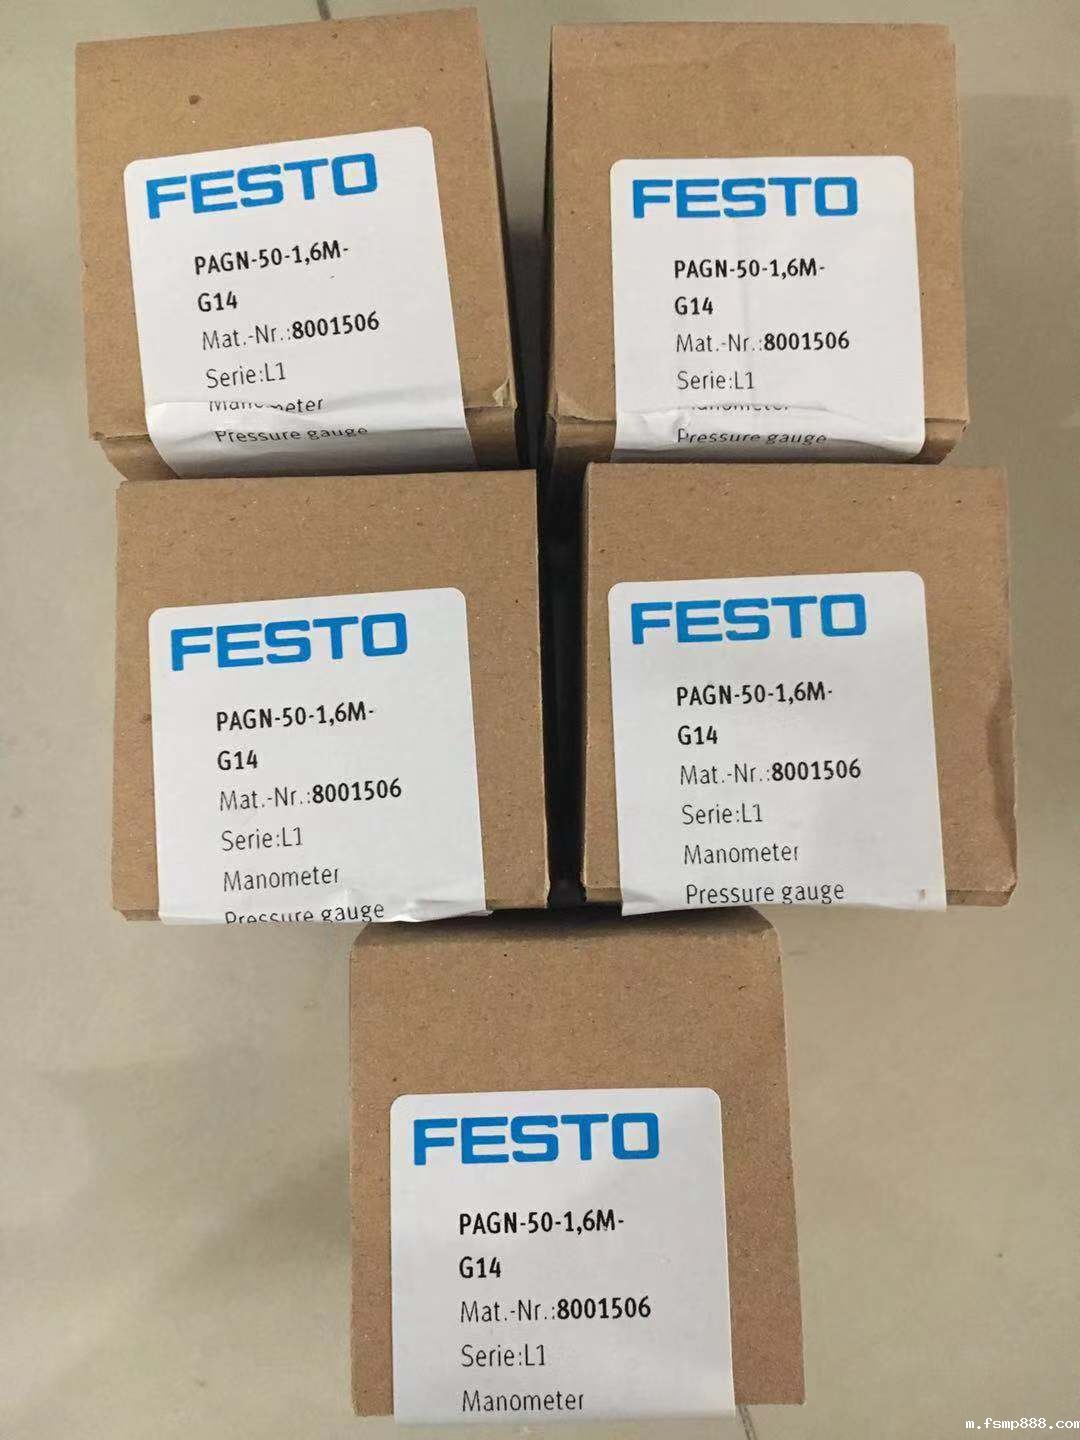 FESTO
PAGN-50-1,6M-
G14
Mat.-Nr.:8001506
Serie:L1
Manometer
Pressure gauge
FESTO
PAGN-50-1,6M-
G14
Mat.-Nr.:8001506
Serie:L1
Manometer
Pressure gauge
FESTO
PAGN-50-1,6M-
G14
Mat.-Nr.:8001506
Serie:L1
Manometer
Pressure gauge
FESTO
PAGN-50-1,6M-
G14
Mat.-Nr.:8001506
Serie:L1
Manometer
Pressure gauge
FESTO
PAGN-50-1,6M-
G14
Mat.-Nr.:8001506
Serie:L1
Manometer
m.fsmp888.com